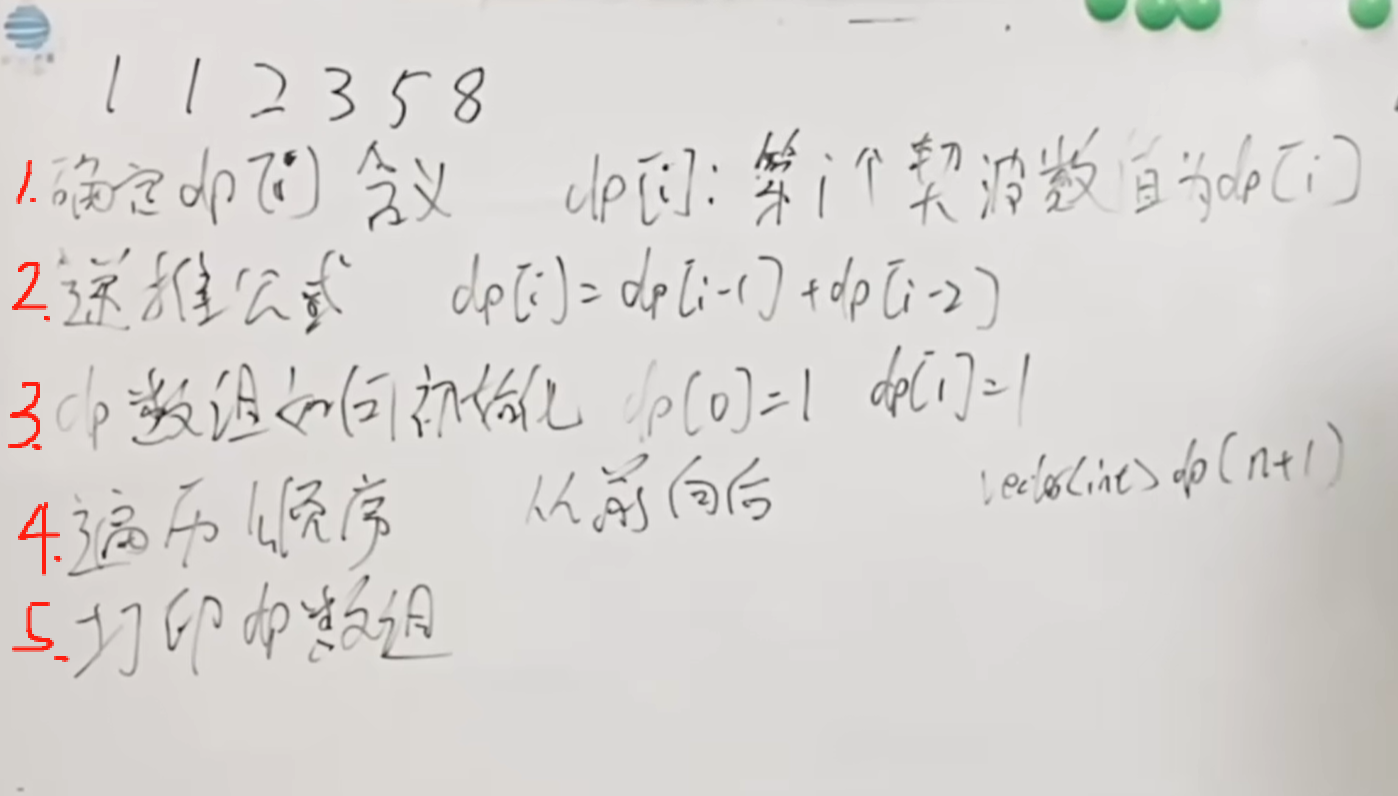 1 1 2 3 5 8
1. 确定dp[i]含义 dp[i]: 第i个契波数值为dp[i]
2. 递推公式 dp[i]=dp[i-1]+dp[i-2]
3. dp数组如何初始化 dp[0]=1 dp[1]=1
4. 遍历顺序 从前向后 vector<int> dp(n+1)
5. 打印dp数组